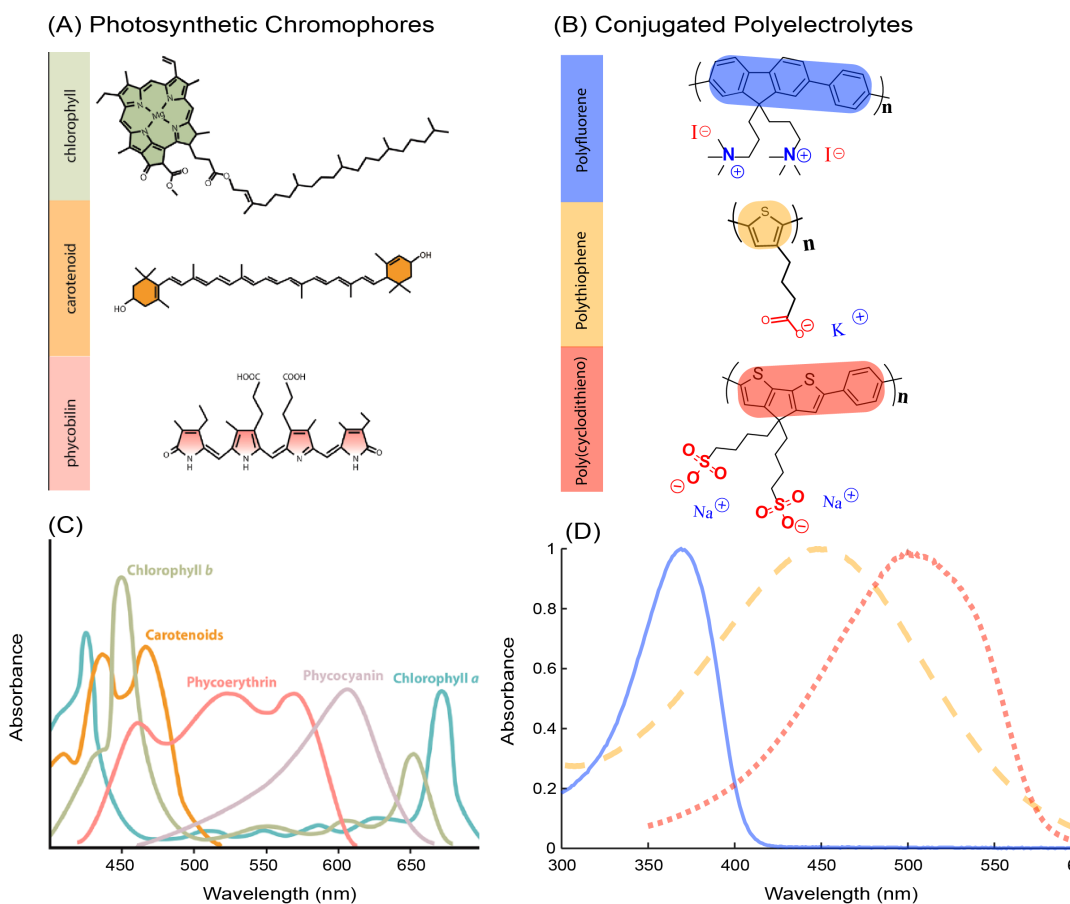 (A) Photosynthetic Chromophores
chlorophyll
N
N
Mg
N
N
O
O
O
O
O
carotenoid
HO
OH
phycobilin
HOOC
COOH
O
N
H
N
H
N
N
H
O
(B) Conjugated Polyelectrolytes
Polyfluorene
n
I⊖
N
⊕
N⊕
I⊖
Polythiophene
S
n
O
O⊖
K⊕
Poly(cyclodithieno)
S
S
n
O
S
O
O
⊖
Na⊕
O
S
O
O⊖
Na⊕
(C)
Absorbance
Chlorophyll b
Carotenoids
Phycoerythrin
Phycocyanin
Chlorophyll a
450 500 550 600 650
Wavelength (nm)
(D)
Absorbance
1
0.8
0.6
0.4
0.2
0
300 350 400 450 500 550
Wavelength (nm)